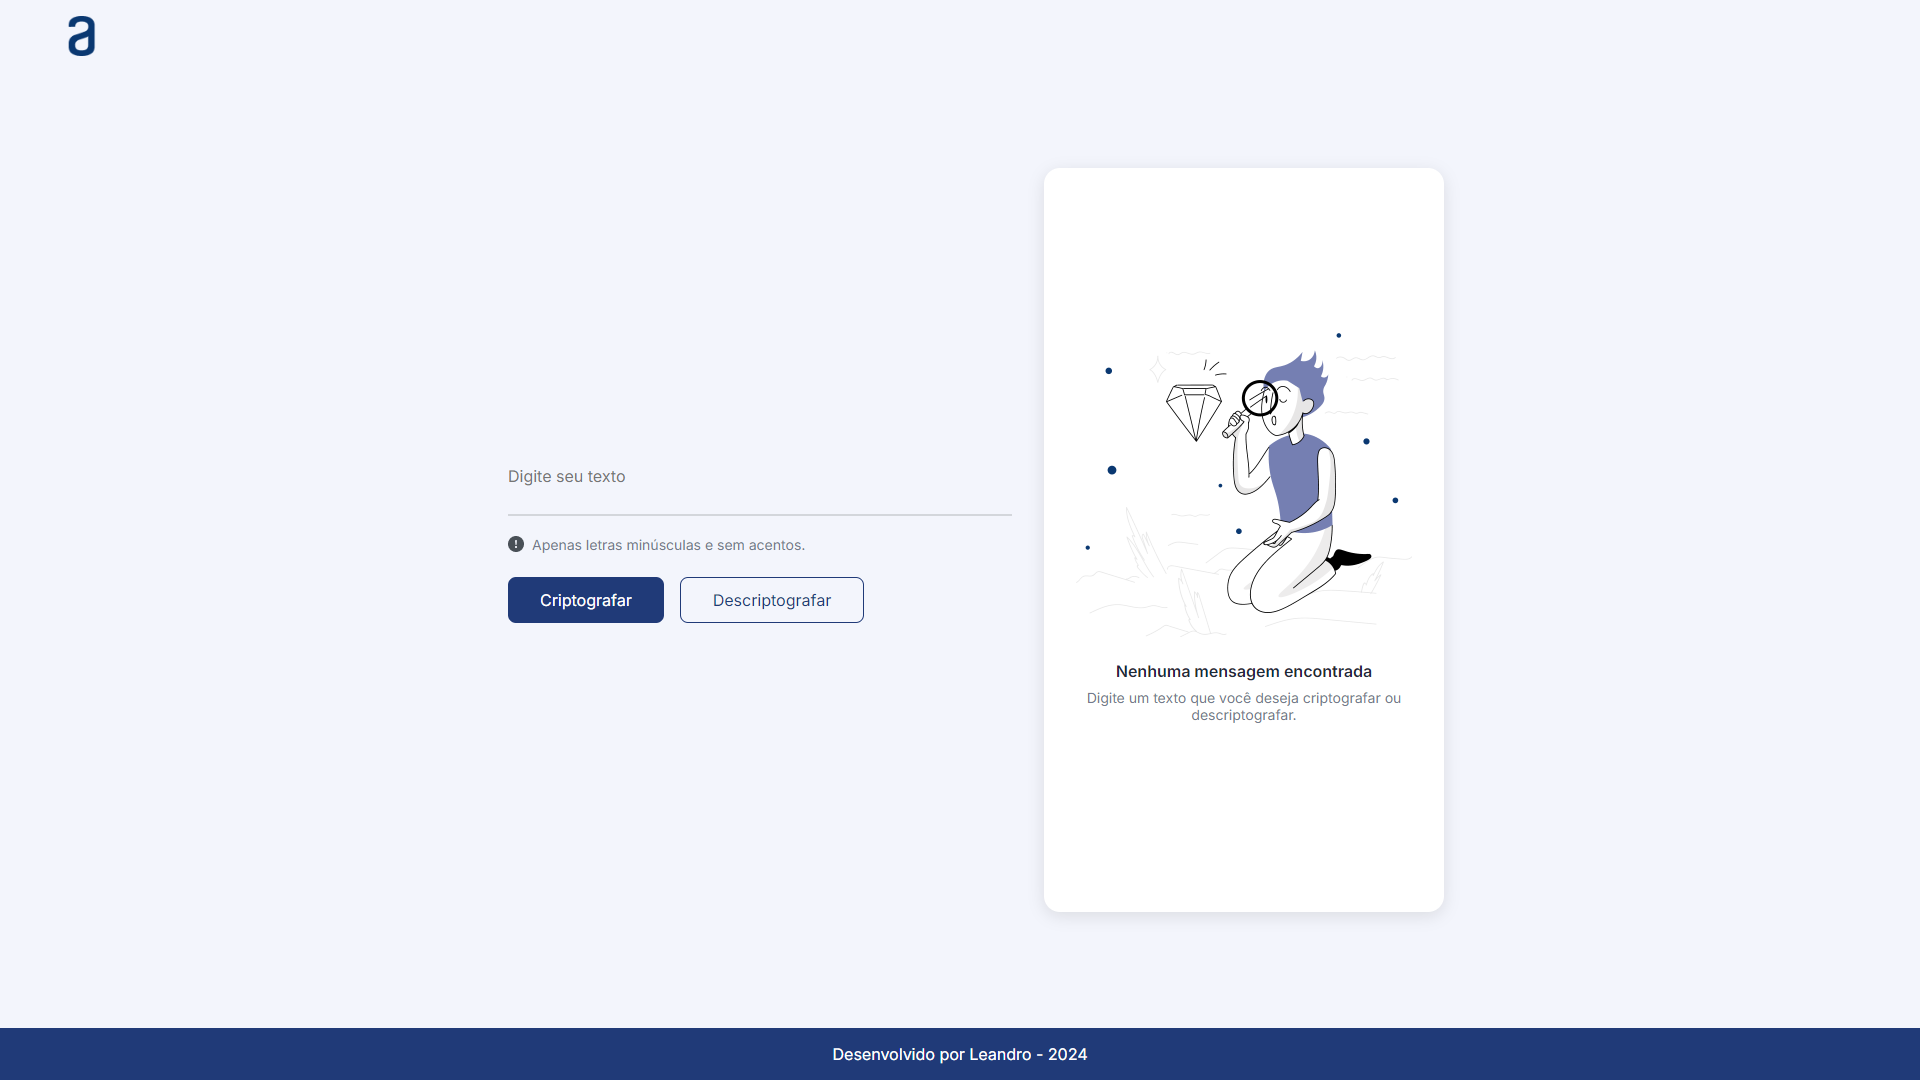 a
Digite seu texto
Apenas letras minúsculas e sem acentos.
Criptografar
Descriptografar
Nenhuma mensagem encontrada
Digite um texto que você deseja criptografar ou
descriptografar.
Desenvolvido por Leandro - 2024